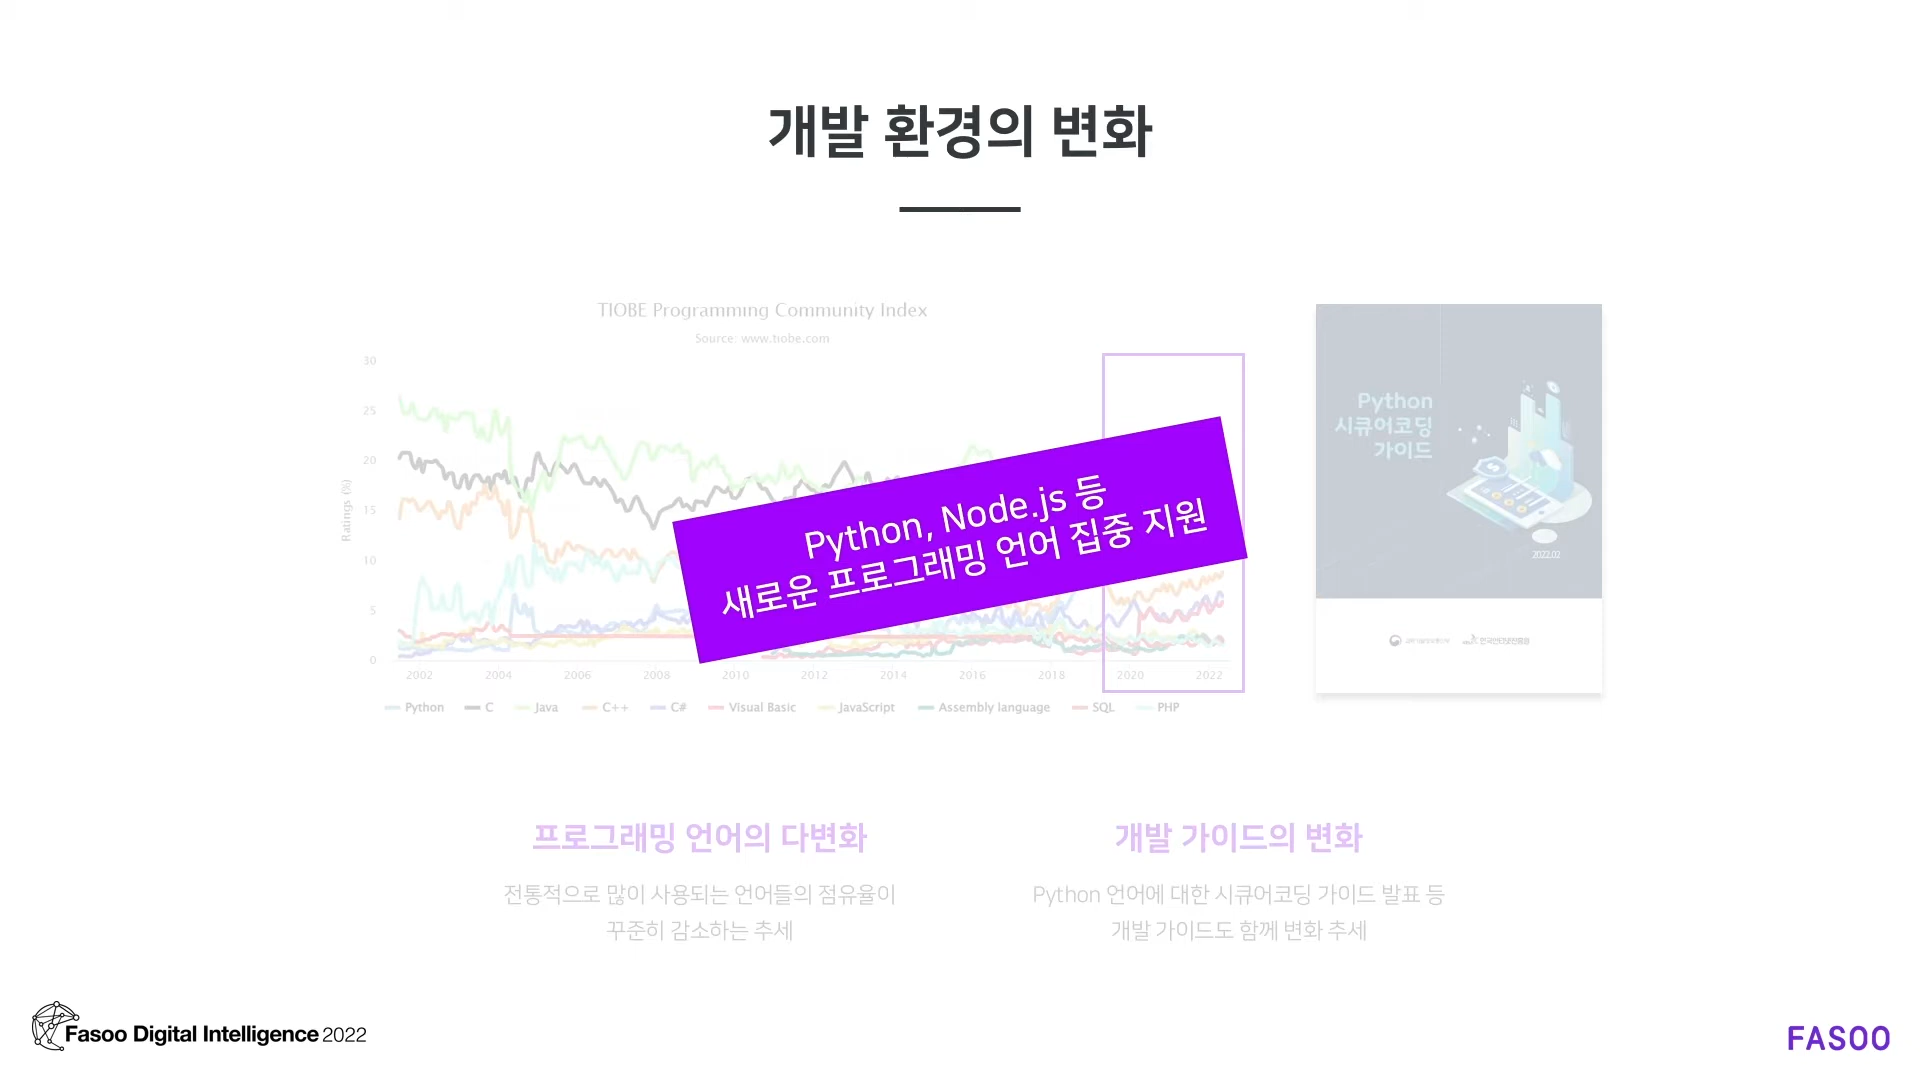 개발 환경의 변화
TIOBE Programming Community Index
Source: www.tiobe.com
Ratings (%)
30
25
20
15
10
5
0
2002 2004 2006 2008 2010 2012 2014 2016 2018 2020 2022
Python C Java C++ C# Visual Basic JavaScript Assembly language SQL PHP
Python, Node.js 등
새로운 프로그래밍 언어 집중 지원
Python
시큐어코딩
가이드
2022.02
한국인터넷진흥원
프로그래밍 언어의 다변화
전통적으로 많이 사용되는 언어들의 점유율이
꾸준히 감소하는 추세
개발 가이드의 변화
Python 언어에 대한 시큐어코딩 가이드 발표 등
개발 가이드도 함께 변화 추세
Fasoo Digital Intelligence 2022
FASOO